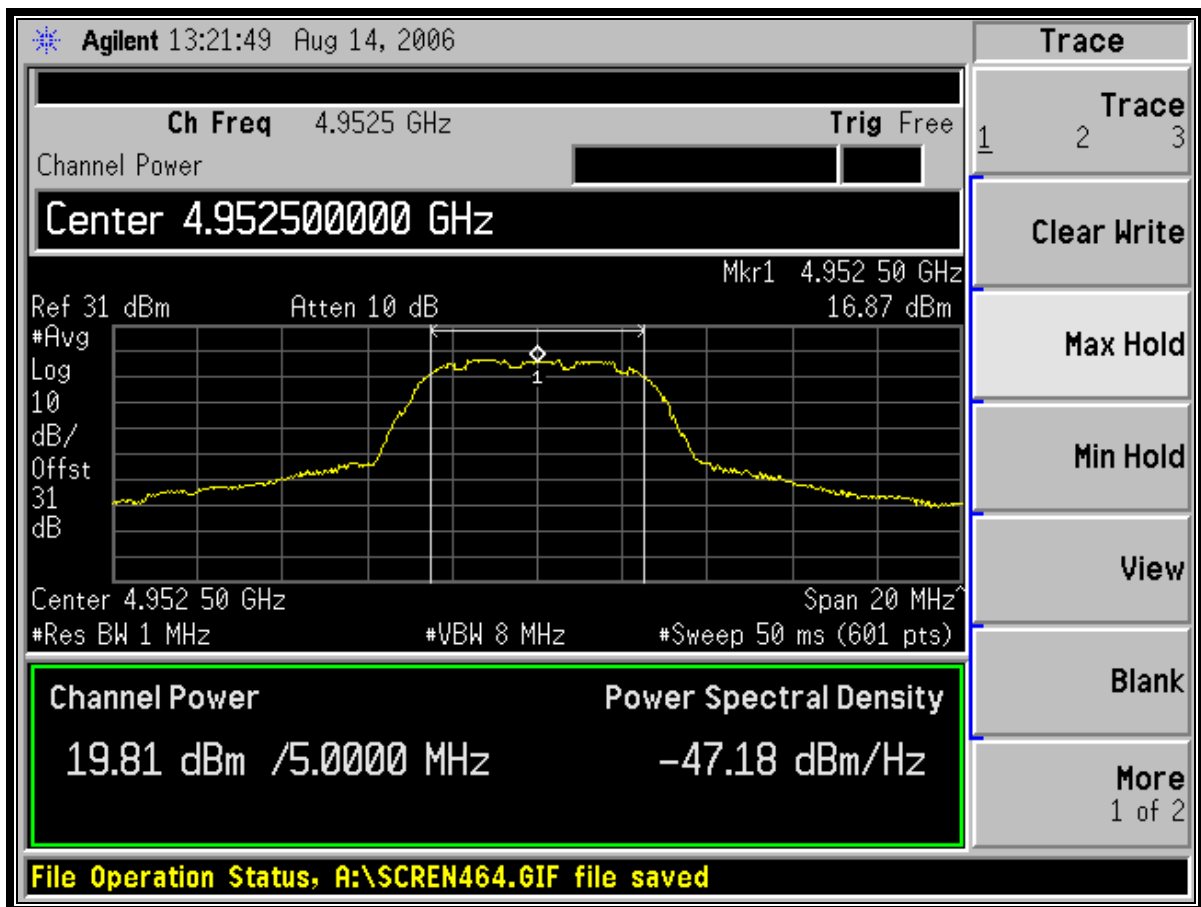 Agilent 13:21:49 Aug 14, 2006
Trace
Ch Freq 4.9525 GHz
Trig Free
Channel Power
Center 4.952500000 GHz
Mkr1 4.952 50 GHz
Ref 31 dBm Atten 10 dB 16.87 dBm
#Avg
Log
10
dB/
Offst
31
dB
1
Center 4.952 50 GHz Span 20 MHz^
#Res BW 1 MHz #VBW 8 MHz #Sweep 50 ms (601 pts)
Channel Power
19.81 dBm /5.0000 MHz
Power Spectral Density
-47.18 dBm/Hz
File Operation Status, A:\SCREN464.GIF file saved
Trace
1 2 3
Clear Write
Max Hold
Min Hold
View
Blank
More
1 of 2